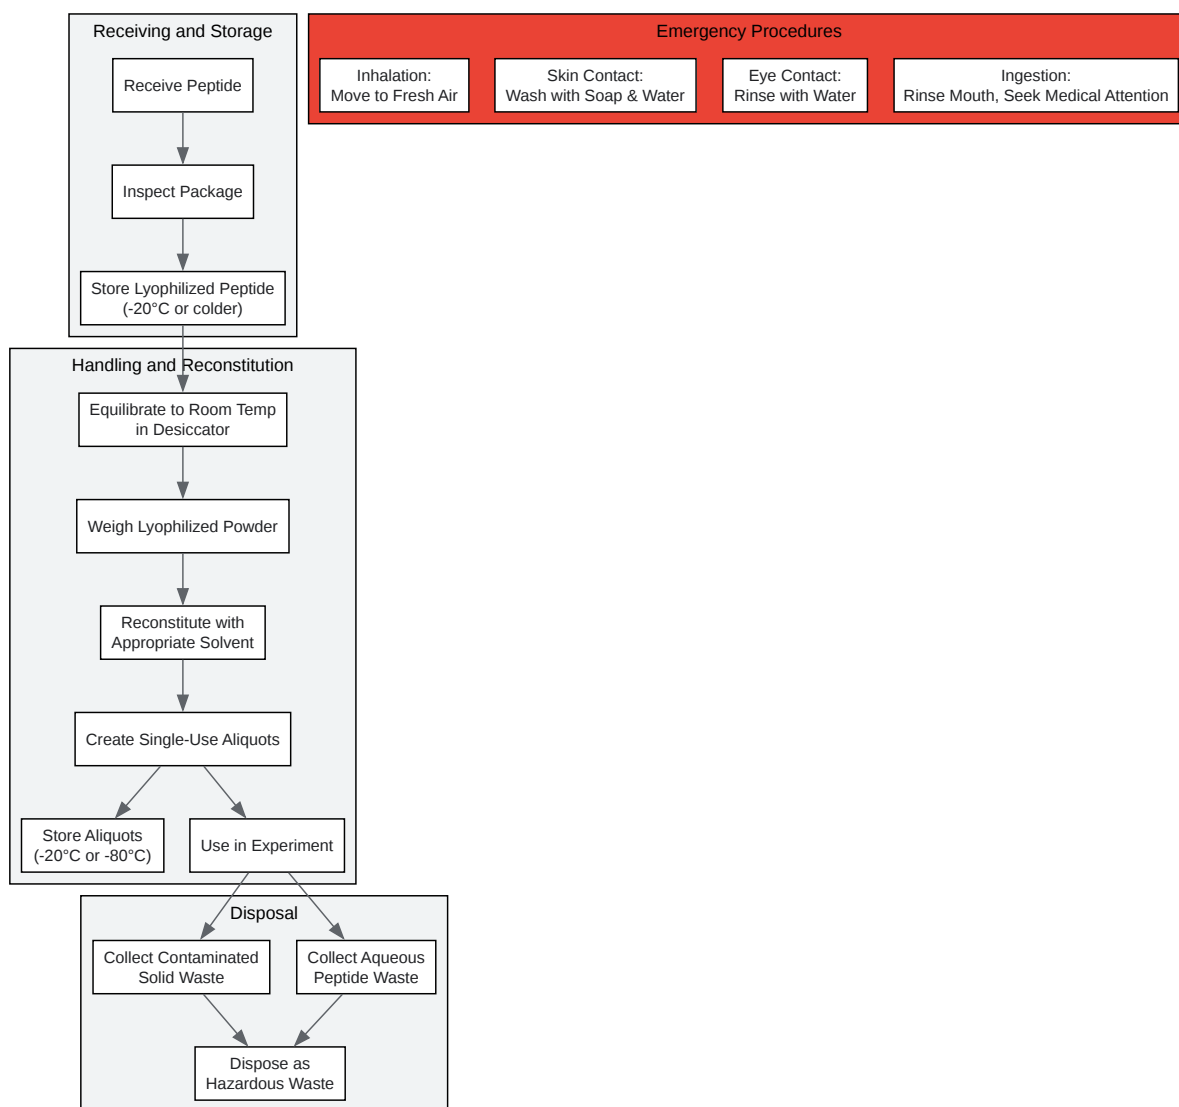 Receiving and Storage
Receive Peptide
Inspect Package
Store Lyophilized Peptide
(-20°C or colder)
Emergency Procedures
Inhalation:
Move to Fresh Air
Skin Contact:
Wash with Soap & Water
Eye Contact:
Rinse with Water
Ingestion:
Rinse Mouth, Seek Medical Attention
Handling and Reconstitution
Equilibrate to Room Temp
in Desiccator
Weigh Lyophilized Powder
Reconstitute with
Appropriate Solvent
Create Single-Use Aliquots
Store Aliquots
(-20°C or -80°C)
Use in Experiment
Disposal
Collect Contaminated
Solid Waste
Collect Aqueous
Peptide Waste
Dispose as
Hazardous Waste